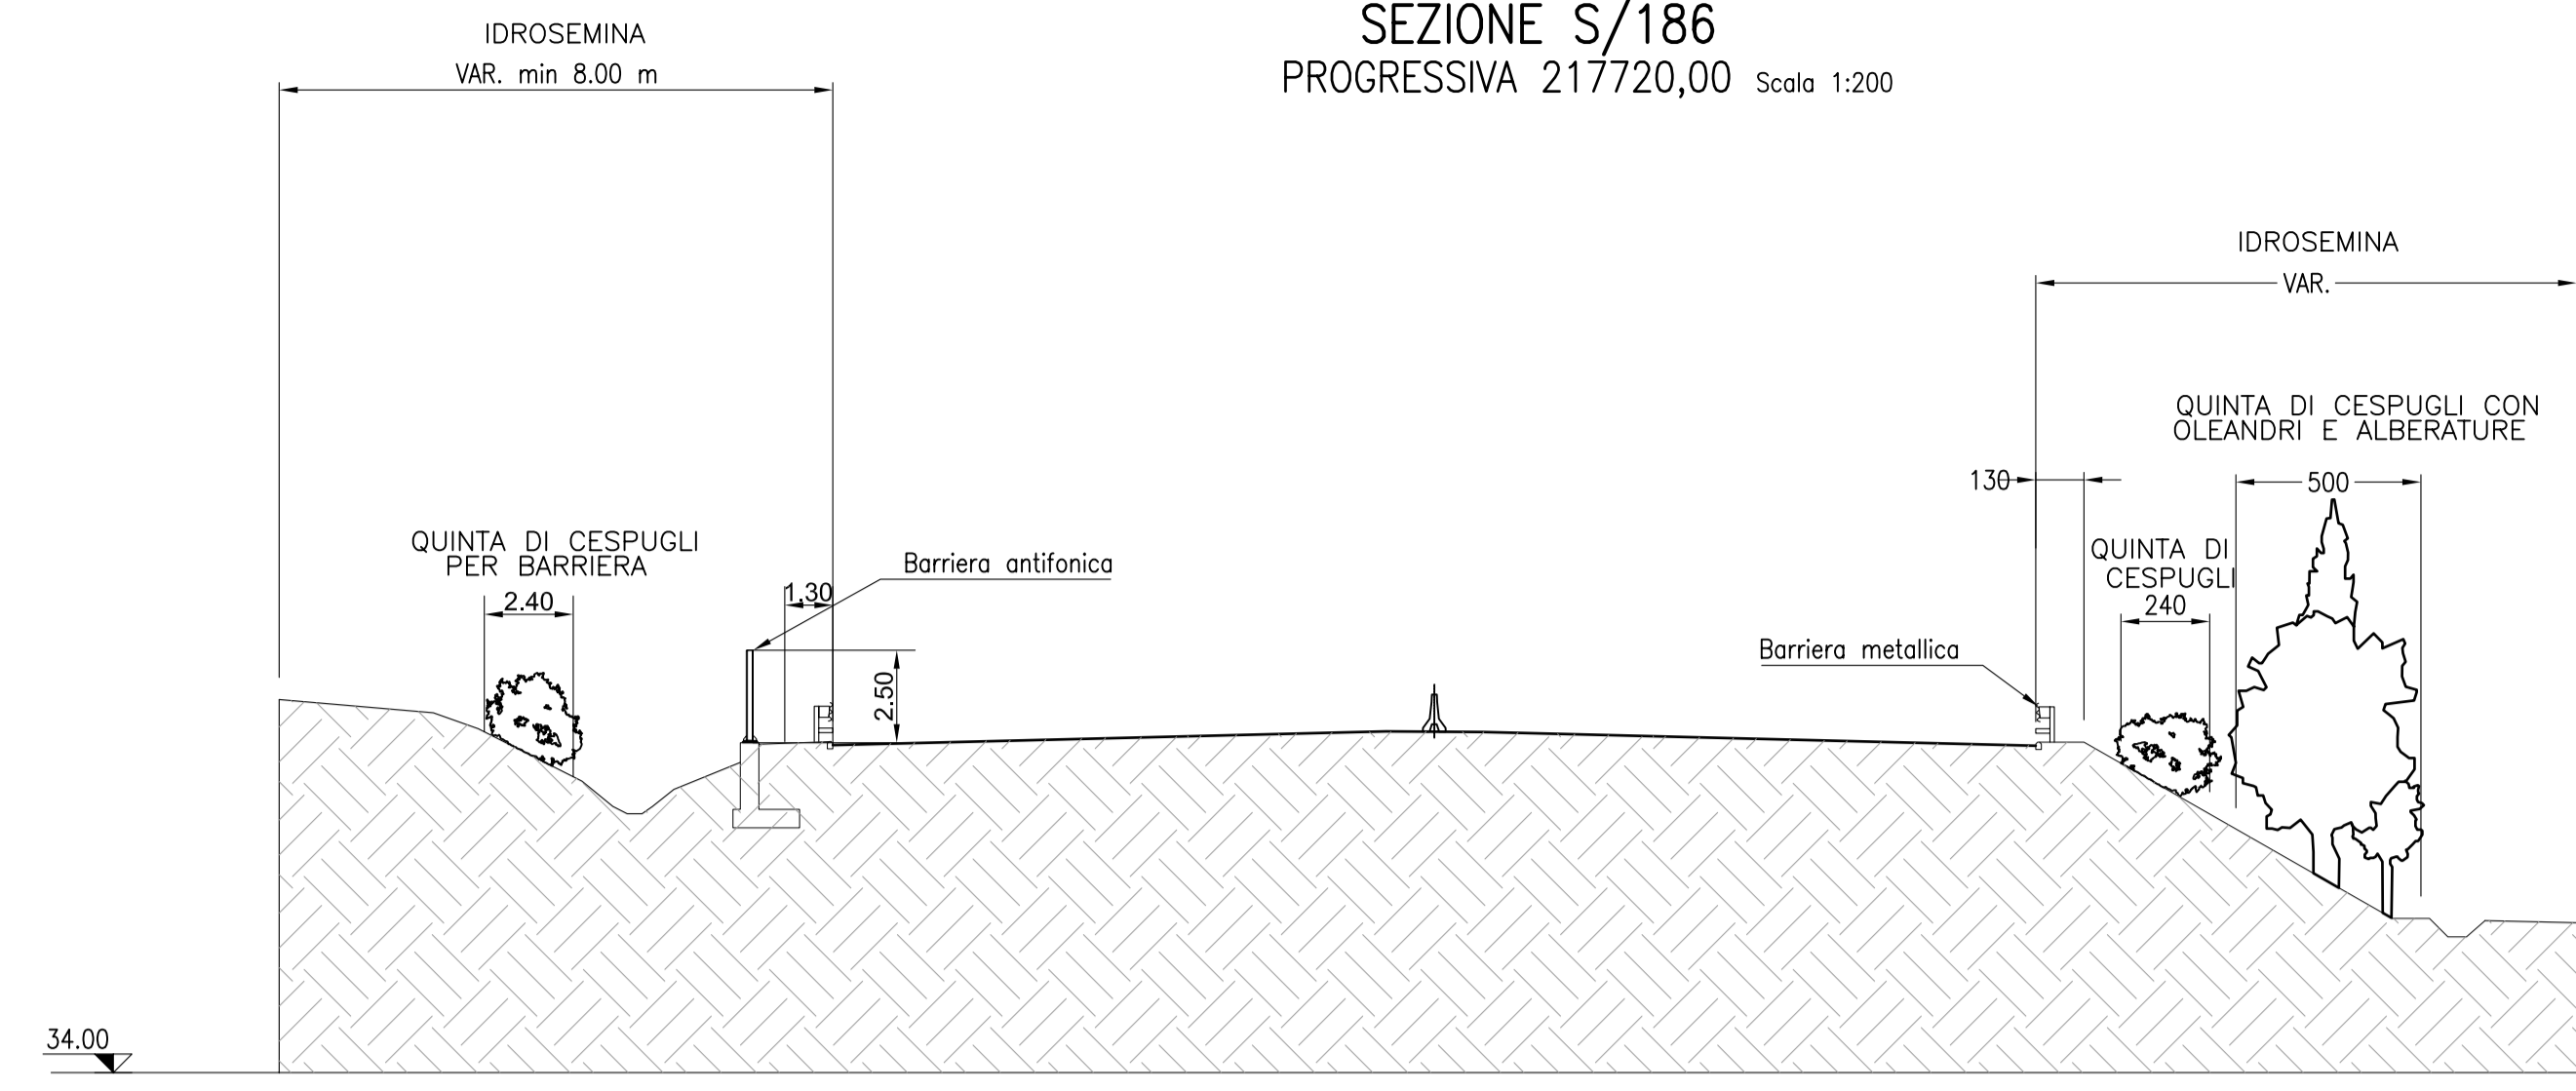 SEZIONE S/186
PROGRESSIVA 217720,00 Scala 1:200
IDROSEMINA
VAR. min 8.00 m
IDROSEMINA
VAR.
QUINTA DI CESPUGLI CON
OLEANDRI E ALBERATURE
130
500
QUINTA DI CESPUGLI
PER BARRIERA
2.40
Barriera antifonica
1.30
2.50
QUINTA DI
CESPUGLI
240
Barriera metallica
34.00